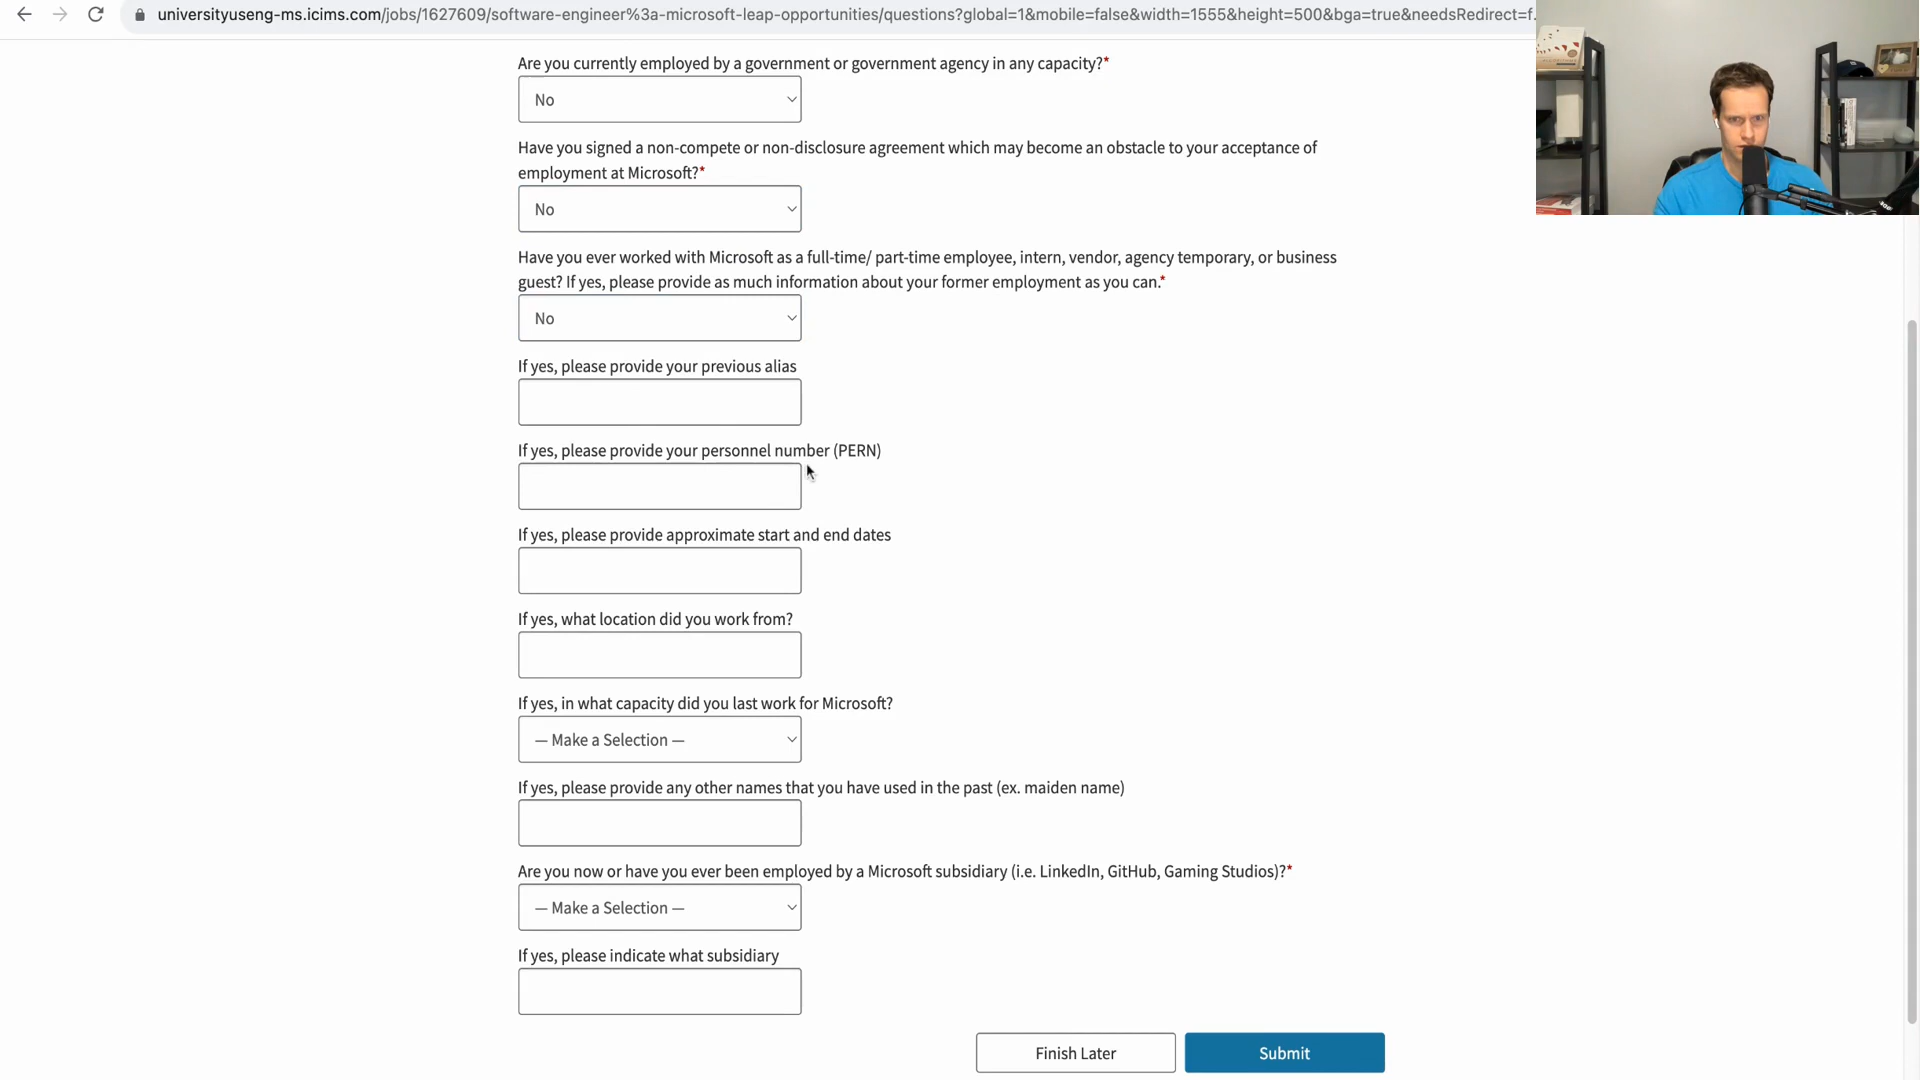 universityuseng-ms.icims.com/jobs/1627609/software-engineer%3a-microsoft-leap-opportunities/questions?global=1&mobile=false&width=1555&height=500&bga=true&needsRedirect=f...
Are you currently employed by a government or government agency in any capacity?*
No
Have you signed a non-compete or non-disclosure agreement which may become an obstacle to your acceptance of
employment at Microsoft?*
No
Have you ever worked with Microsoft as a full-time/ part-time employee, intern, vendor, agency temporary, or business
guest? If yes, please provide as much information about your former employment as you can.*
No
If yes, please provide your previous alias
If yes, please provide your personnel number (PERN)
If yes, please provide approximate start and end dates
If yes, what location did you work from?
If yes, in what capacity did you last work for Microsoft?
— Make a Selection —
If yes, please provide any other names that you have used in the past (ex. maiden name)
Are you now or have you ever been employed by a Microsoft subsidiary (i.e. LinkedIn, GitHub, Gaming Studios)?*
— Make a Selection —
If yes, please indicate what subsidiary
Finish Later
Submit